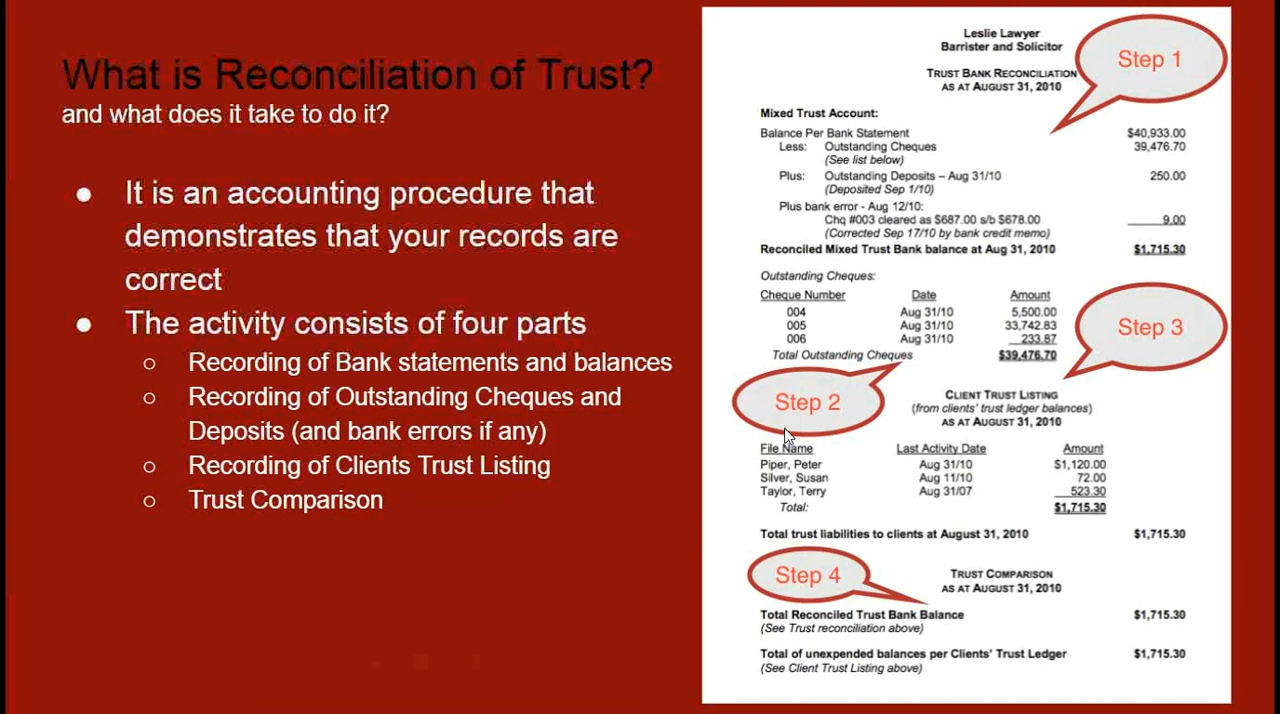 What is Reconciliation of Trust?
and what does it take to do it?
● It is an accounting procedure that
demonstrates that your records are
correct
● The activity consists of four parts
○ Recording of Bank statements and balances
○ Recording of Outstanding Cheques and
Deposits (and bank errors if any)
○ Recording of Clients Trust Listing
○ Trust Comparison
Leslie Lawyer
Barrister and Solicitor
TRUST BANK RECONCILIATION
AS AT AUGUST 31, 2010
Step 1
Mixed Trust Account:
Balance Per Bank Statement $40,933.00
Less: Outstanding Cheques 39,476.70
(See list below)
Plus: Outstanding Deposits – Aug 31/10 250.00
(Deposited Sep 1/10)
Plus bank error - Aug 12/10:
Chq #003 cleared as $687.00 s/b $678.00 9.00
(Corrected Sep 17/10 by bank credit memo)
Reconciled Mixed Trust Bank balance at Aug 31, 2010 $1,715.30
Outstanding Cheques:
Cheque Number Date Amount
004 Aug 31/10 5,500.00
005 Aug 31/10 33,742.83
006 Aug 31/10 233.87
Total Outstanding Cheques $39,476.70
Step 3
Step 2
CLIENT TRUST LISTING
(from clients' trust ledger balances)
AS AT AUGUST 31, 2010
File Name Last Activity Date Amount
Piper, Peter Aug 31/10 $1,120.00
Silver, Susan Aug 11/10 72.00
Taylor, Terry Aug 31/07 523.30
Total: $1,715.30
Total trust liabilities to clients at August 31, 2010 $1,715.30
Step 4
TRUST COMPARISON
AS AT AUGUST 31, 2010
Total Reconciled Trust Bank Balance $1,715.30
(See Trust reconciliation above)
Total of unexpended balances per Clients' Trust Ledger $1,715.30
(See Client Trust Listing above)